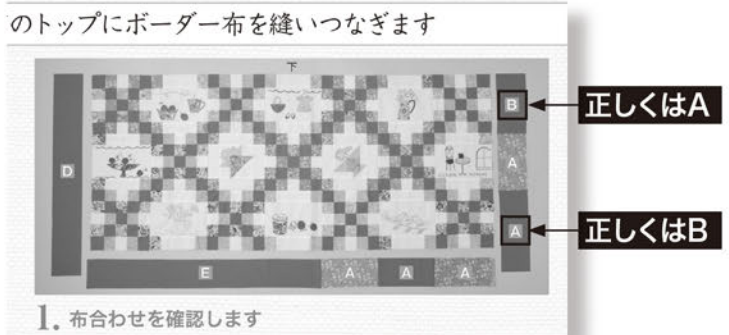 のトップにボーダー布を縫いつなぎます
下
B 正しくはA
D
A
A 正しくはB
E A A A
1. 布合わせを確認します